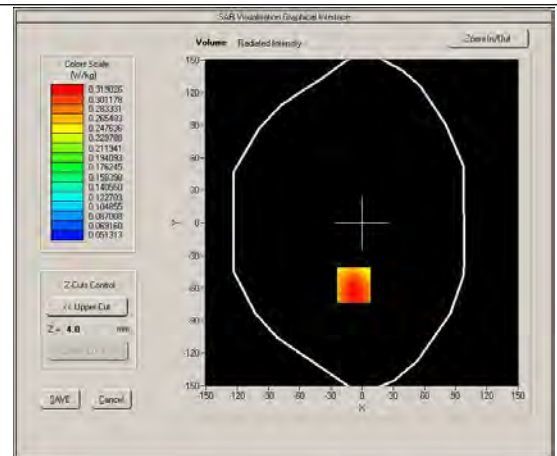 SAR Visualisation Graphical Interface
Volume Radiated Intensity
Zoom In/Out
Colors Scale
(W/kg)
0.319026
0.301178
0.283331
0.265483
0.247636
0.229788
0.211941
0.194093
0.176245
0.158398
0.140550
0.122703
0.104855
0.087008
0.069160
0.051313
150
120
90
60
30
0
-30
-60
-90
-120
-150
Y
-150 -120 -90 -60 -30 0 30 60 90 120 150
X
Z-Cuts Control
<< Upper Cut
Z = 4.0 mm
SAVE
Cancel